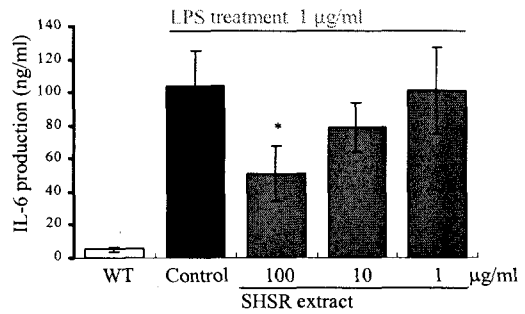 LPS treatment 1 µg/ml
IL-6 production (ng/ml)
140
120
100
80
60
40
20
0
*
WT Control 100 10 1 µg/ml
SHSR extract